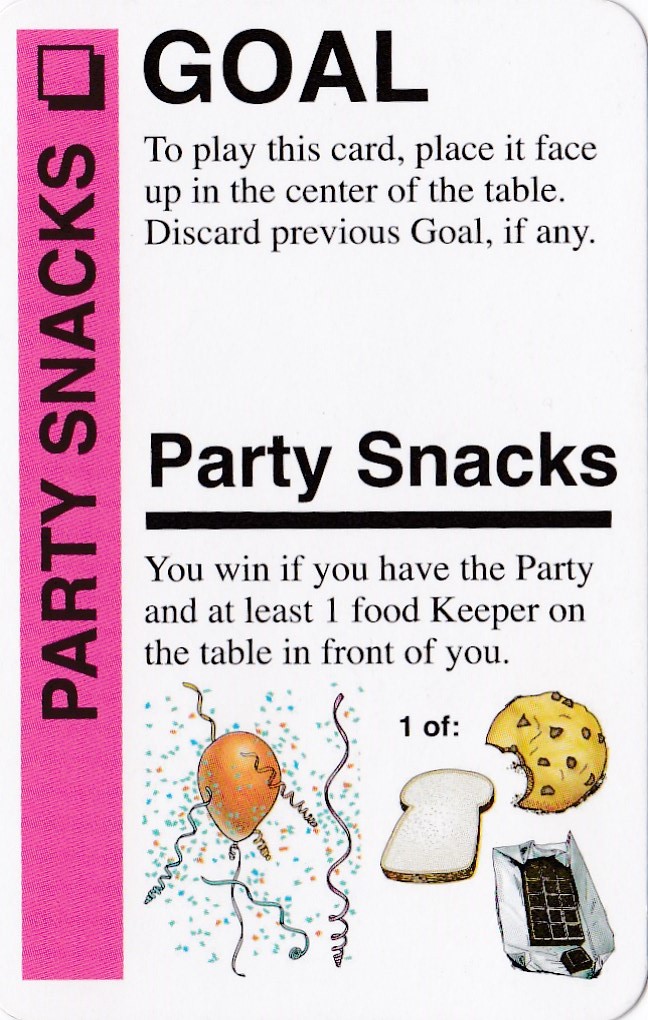 PARTY SNACKS
GOAL
To play this card, place it face
up in the center of the table.
Discard previous Goal, if any.
Party Snacks
You win if you have the Party
and at least 1 food Keeper on
the table in front of you.
1 of: